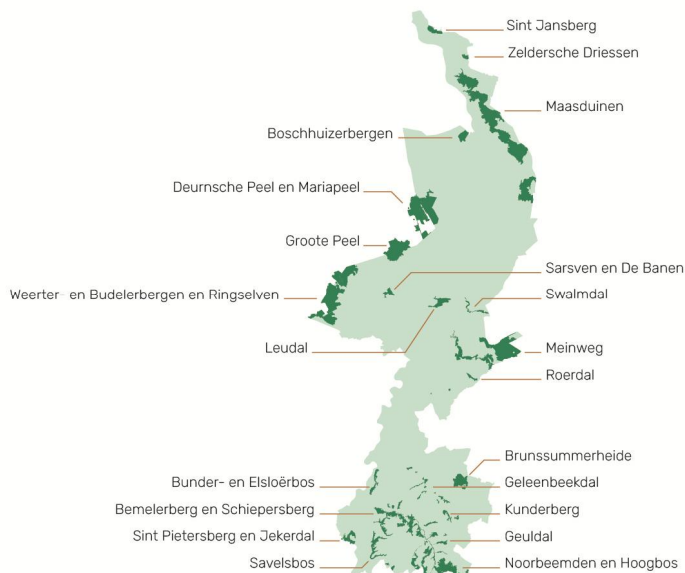 Sint Jansberg
Zeldersche Driessen
Maasduinen
Boschhuizerbergen
Deurnsche Peel en Mariapeel
Groote Peel
Sarsven en De Banen
Weerter- en Budelerbergen en Ringselven
Swalmdal
Leudal
Meinweg
Roerdal
Brunssummerheide
Bunder- en Elsloërbos
Geleenbeekdal
Bemelerberg en Schiepersberg
Kunderberg
Sint Pietersberg en Jekerdal
Geuldal
Savelsbos
Noorbeemden en Hoogbos